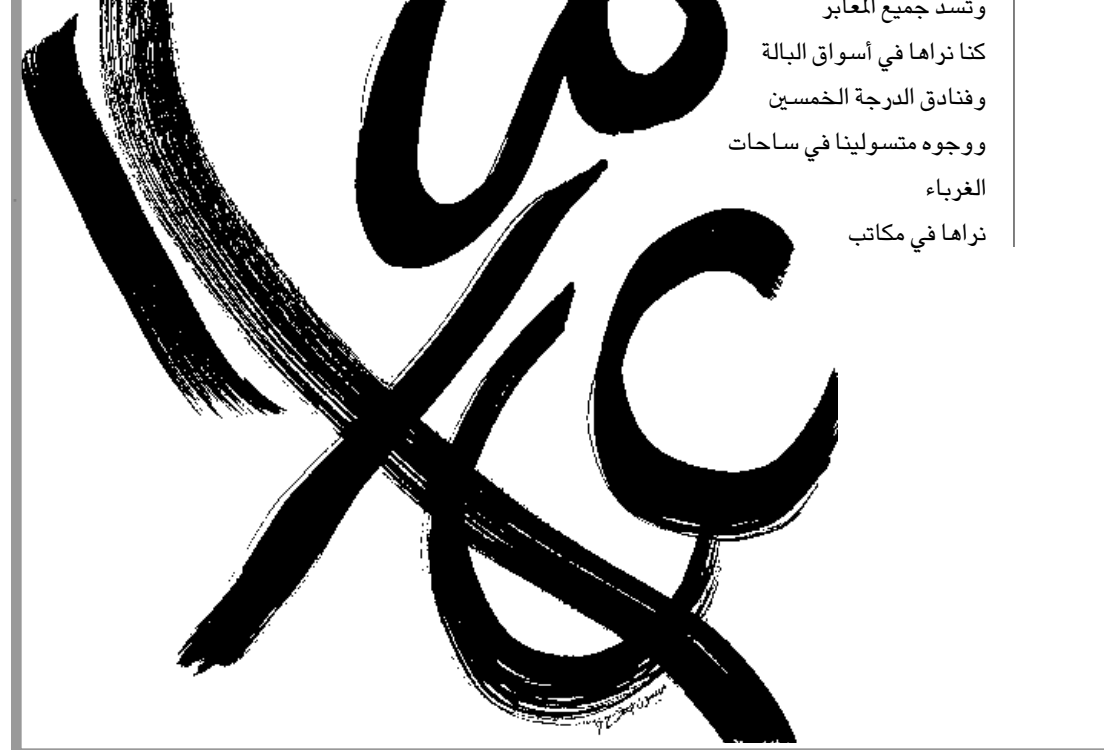 وتسد جميع المعابر
كنا نراها في أسواق البالة
وفنادق الدرجة الخمسين
ووجوه متسولينا في ساحات
الغرباء
نراها في مكاتب